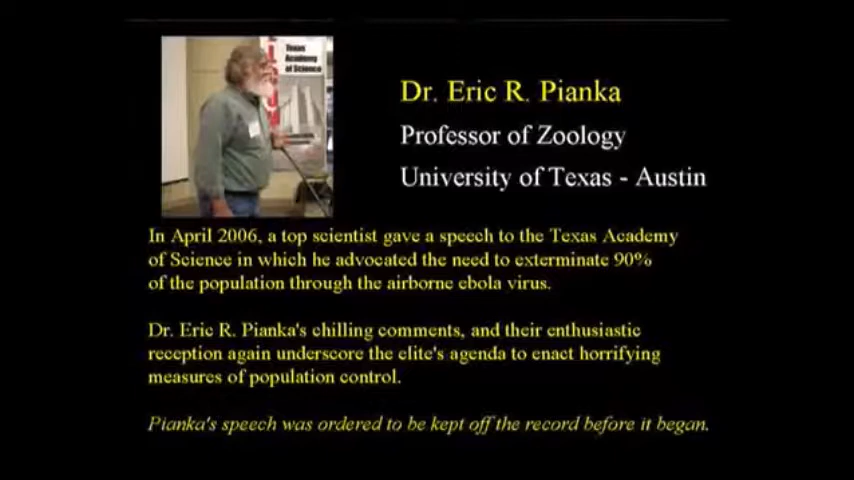 Texas
Academy
of Science
Dr. Eric R. Pianka
Professor of Zoology
University of Texas - Austin
In April 2006, a top scientist gave a speech to the Texas Academy
of Science in which he advocated the need to exterminate 90%
of the population through the airborne ebola virus.
Dr. Eric R. Pianka's chilling comments, and their enthusiastic
reception again underscore the elite's agenda to enact horrifying
measures of population control.
Pianka's speech was ordered to be kept off the record before it began.